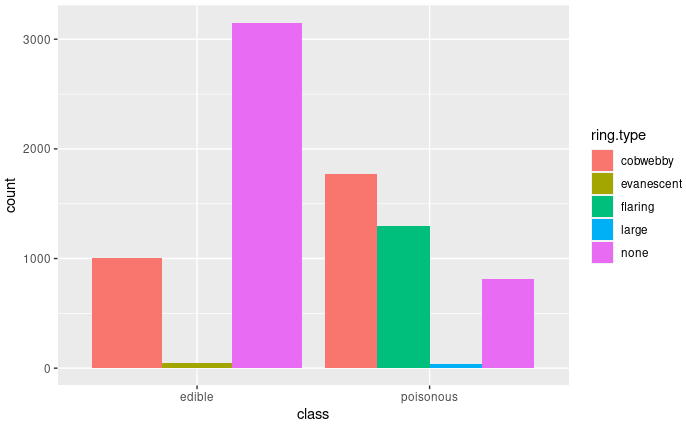 3000
2000
1000
0
count
edible
poisonous
class
ring.type
cobwebby
evanescent
flaring
large
none